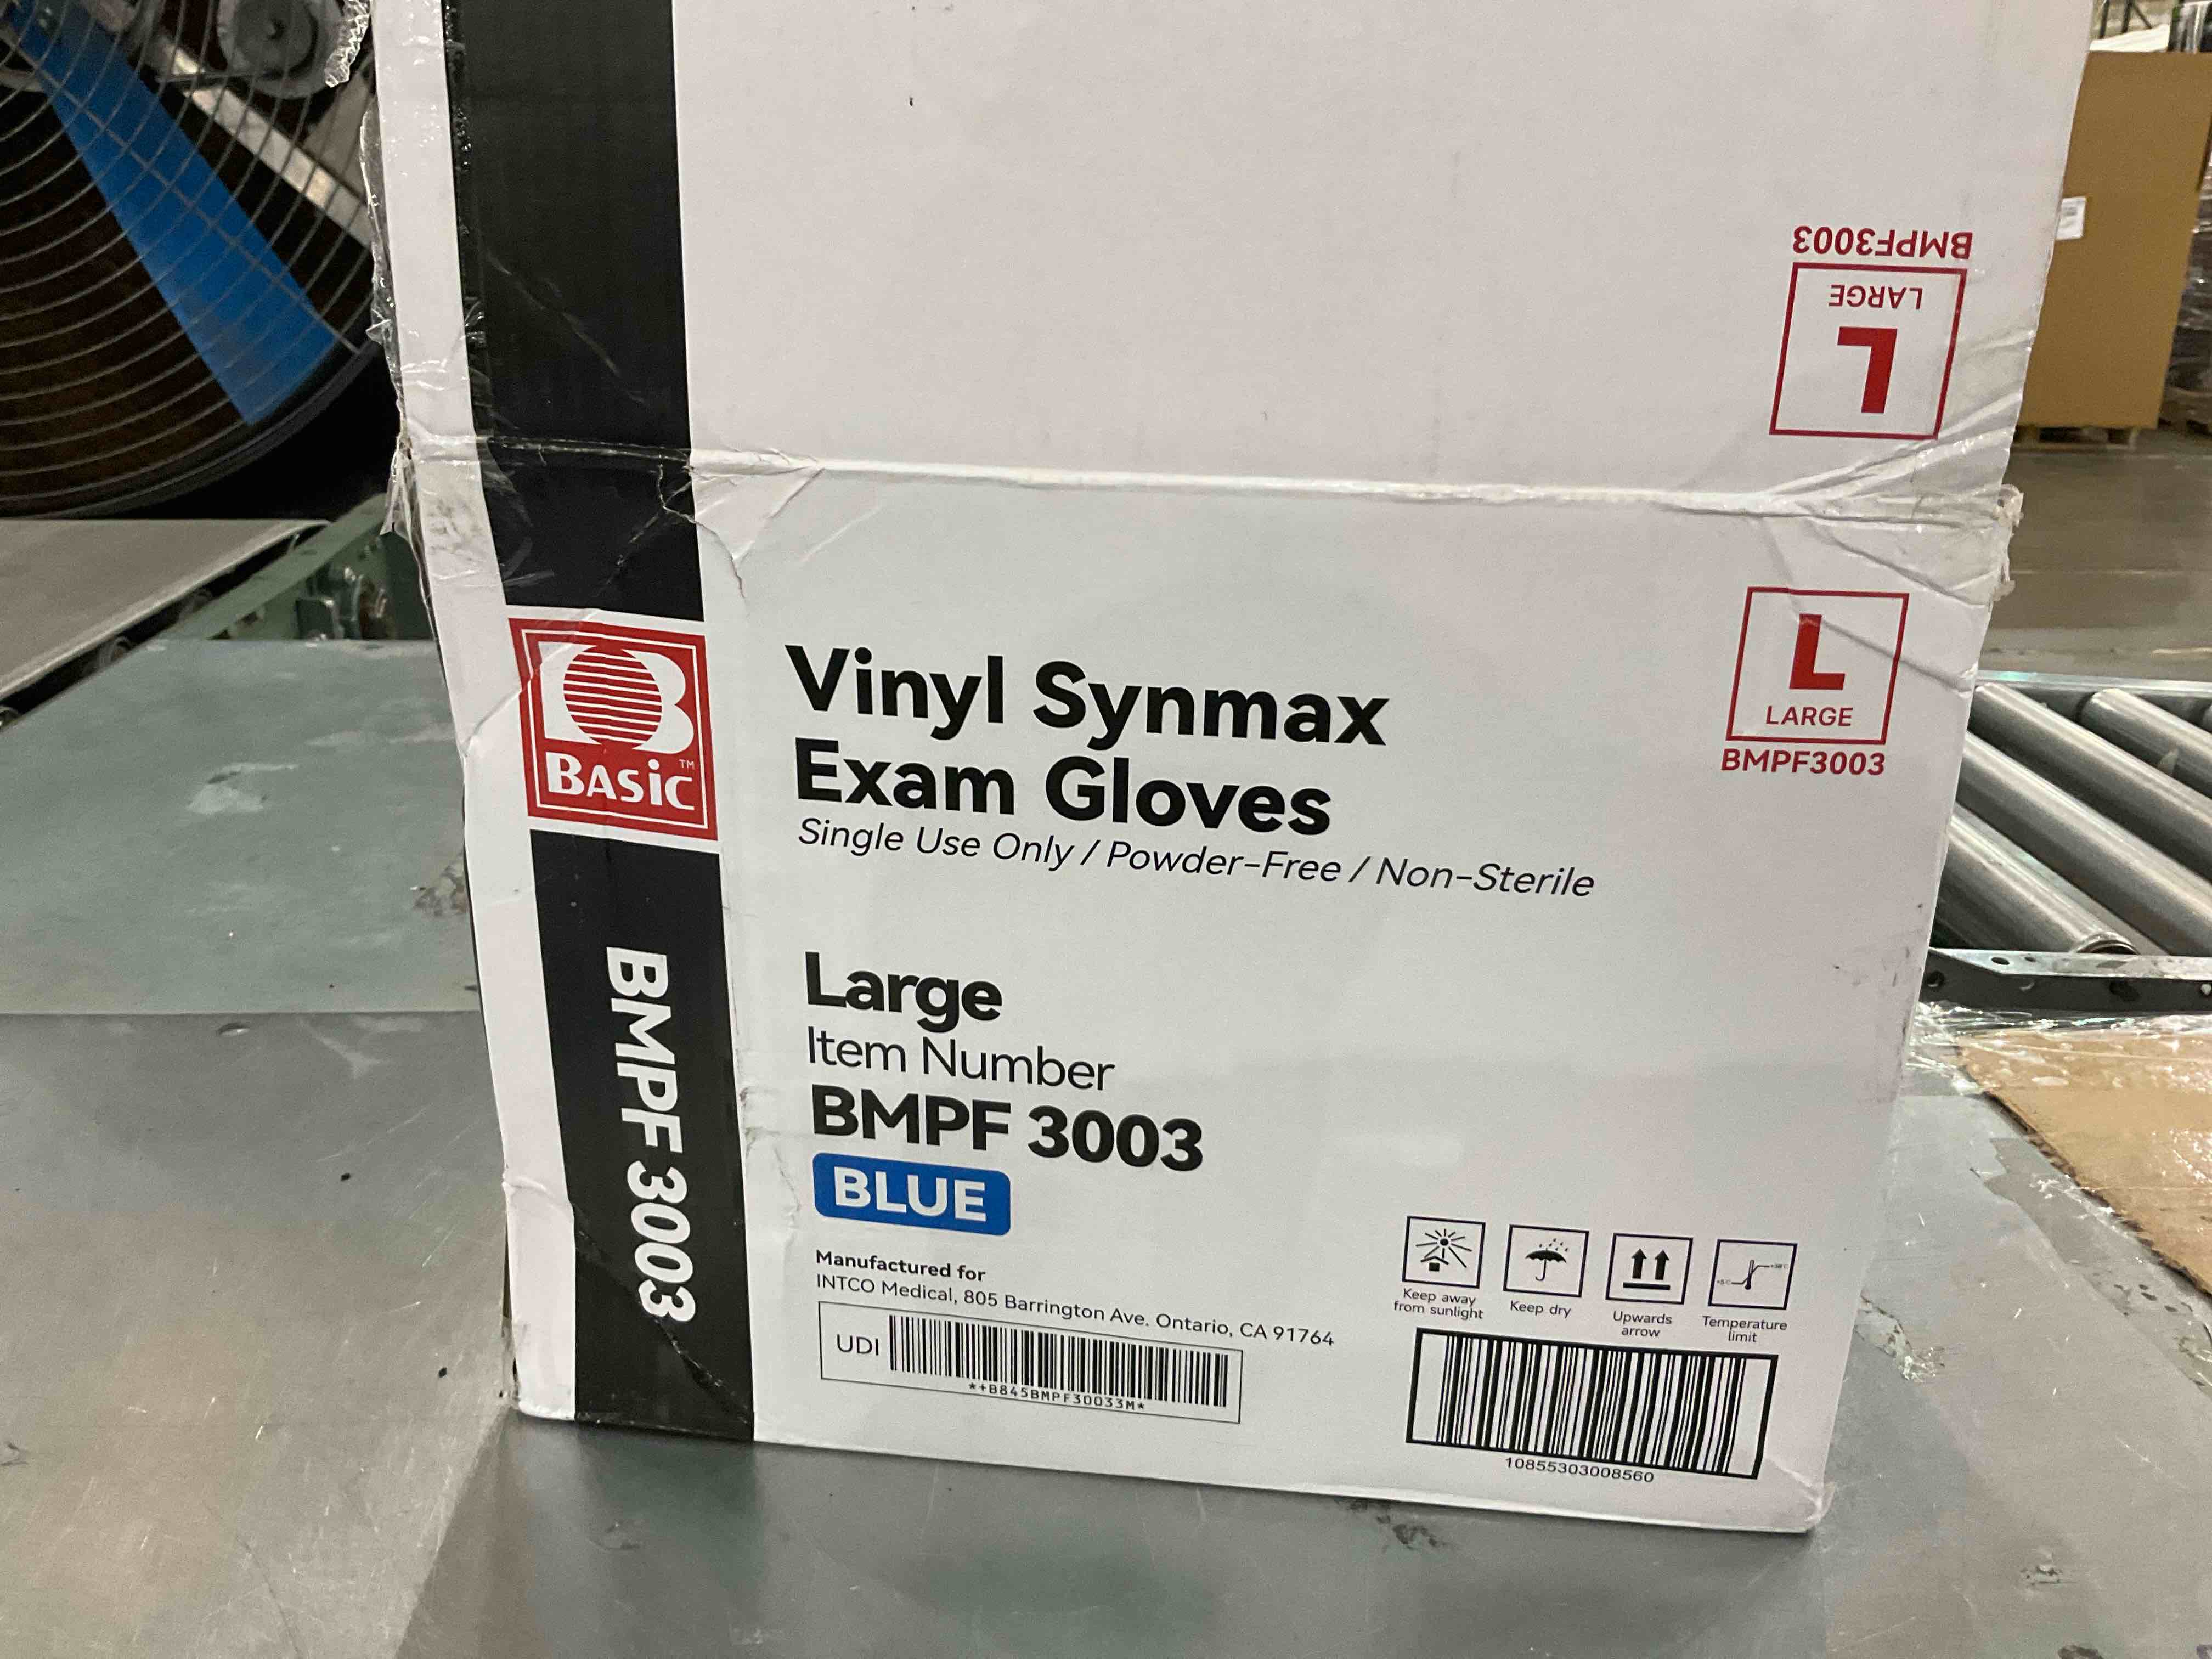 BMPF3003
LARGE
L
L
LARGE
BMPF3003
BASiC™
BMPF 3003
Vinyl Synmax
Exam Gloves
Single Use Only / Powder-Free / Non-Sterile
Large
Item Number
BMPF 3003
BLUE
Manufactured for
INTCO Medical, 805 Barrington Ave. Ontario, CA 91764
UDI
*+B845BMPF30033M*
Keep away
from sunlight
Keep dry
Upwards
arrow
Temperature
limit
10855303008560